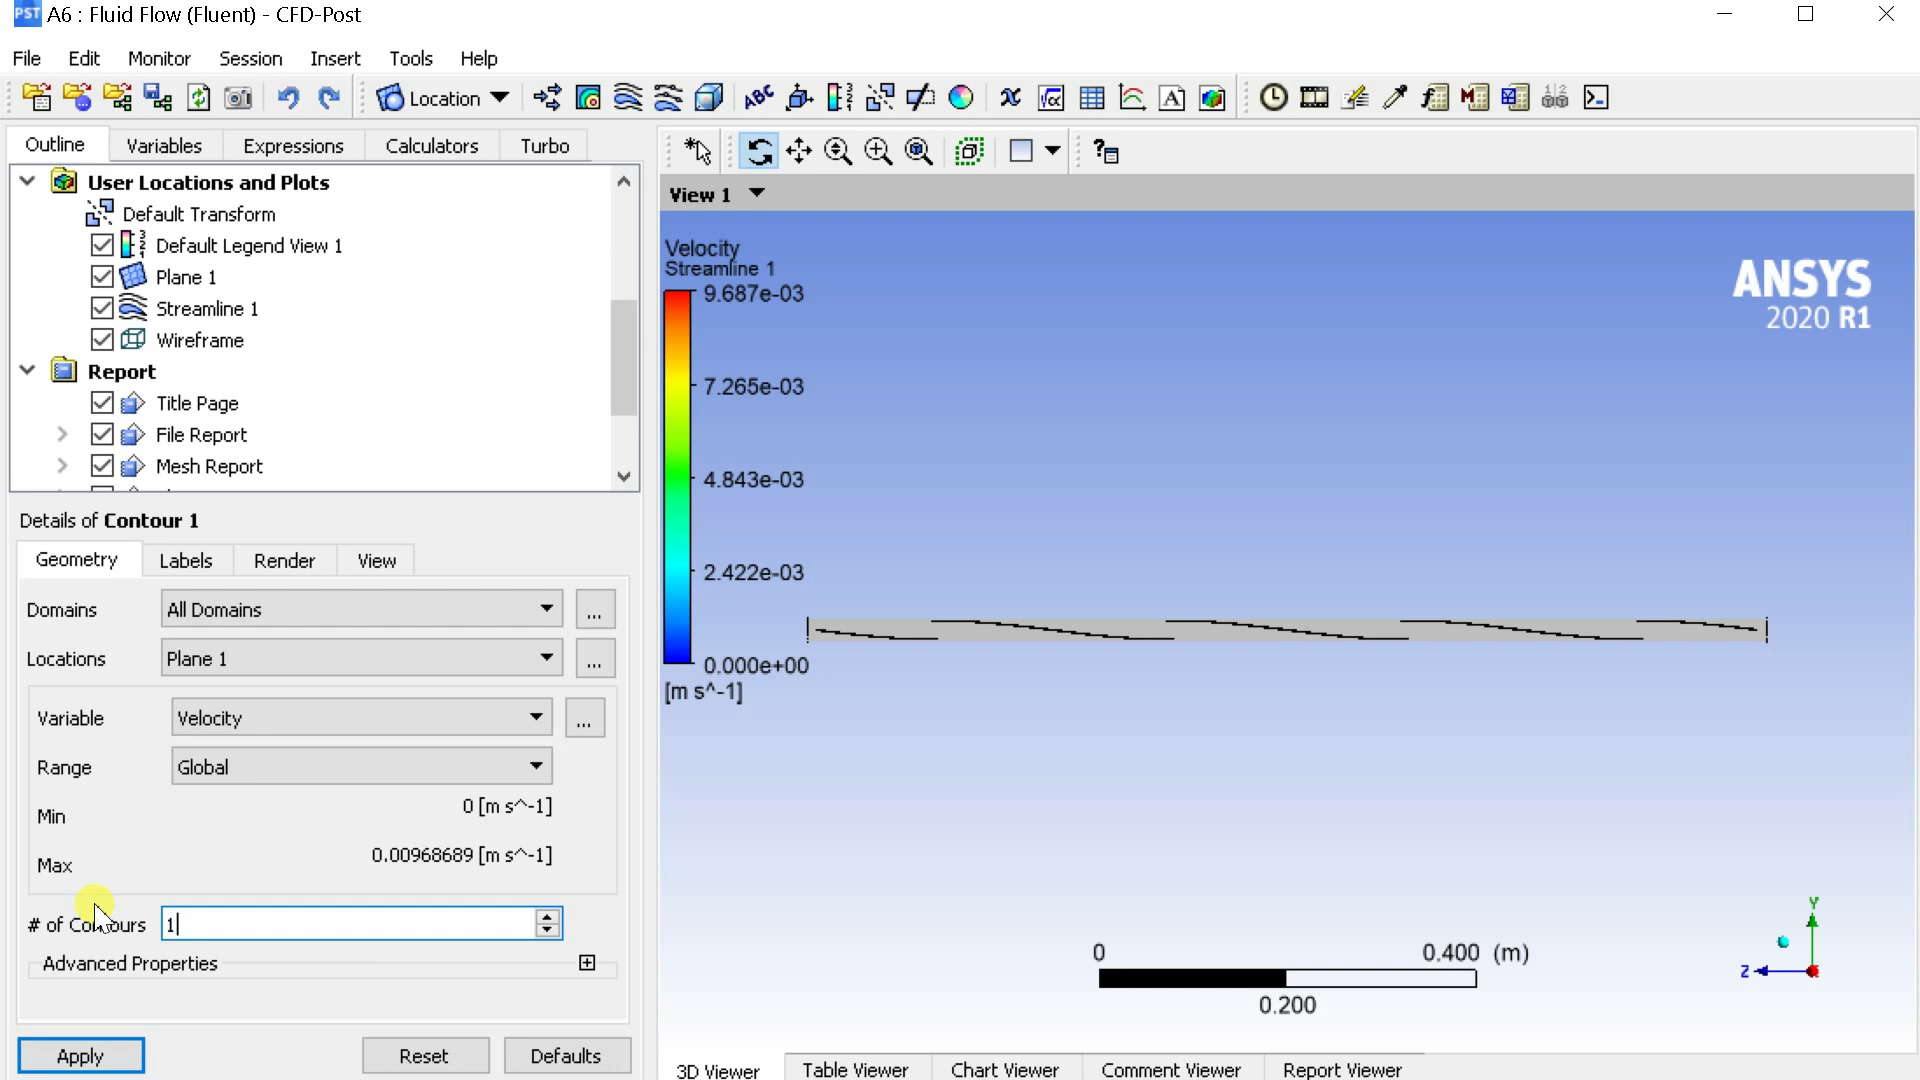 PST A6 : Fluid Flow (Fluent) - CFD-Post
File Edit Monitor Session Insert Tools Help
Location
Outline Variables Expressions Calculators Turbo
User Locations and Plots
Default Transform
Default Legend View 1
Plane 1
Streamline 1
Wireframe
Report
Title Page
File Report
Mesh Report
Details of Contour 1
Geometry Labels Render View
Domains All Domains ...
Locations Plane 1 ...
Variable Velocity ...
Range Global
Min 0 [m s^-1]
Max 0.00968689 [m s^-1]
# of Contours 1
Advanced Properties
Apply Reset Defaults
View 1
Velocity
Streamline 1
9.687e-03
7.265e-03
4.843e-03
2.422e-03
0.000e+00
[m s^-1]
ANSYS
2020 R1
0 0.400 (m)
0.200
Y
Z
3D Viewer Table Viewer Chart Viewer Comment Viewer Report Viewer